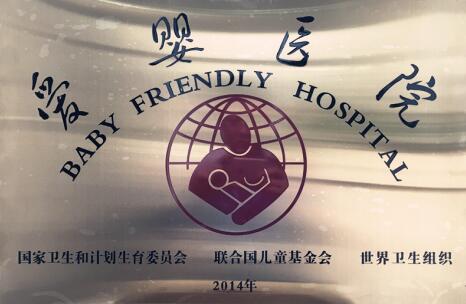 爱婴医院
BABY FRIENDLY HOSPITAL
国家卫生和计划生育委员会 联合国儿童基金会 世界卫生组织
2014年